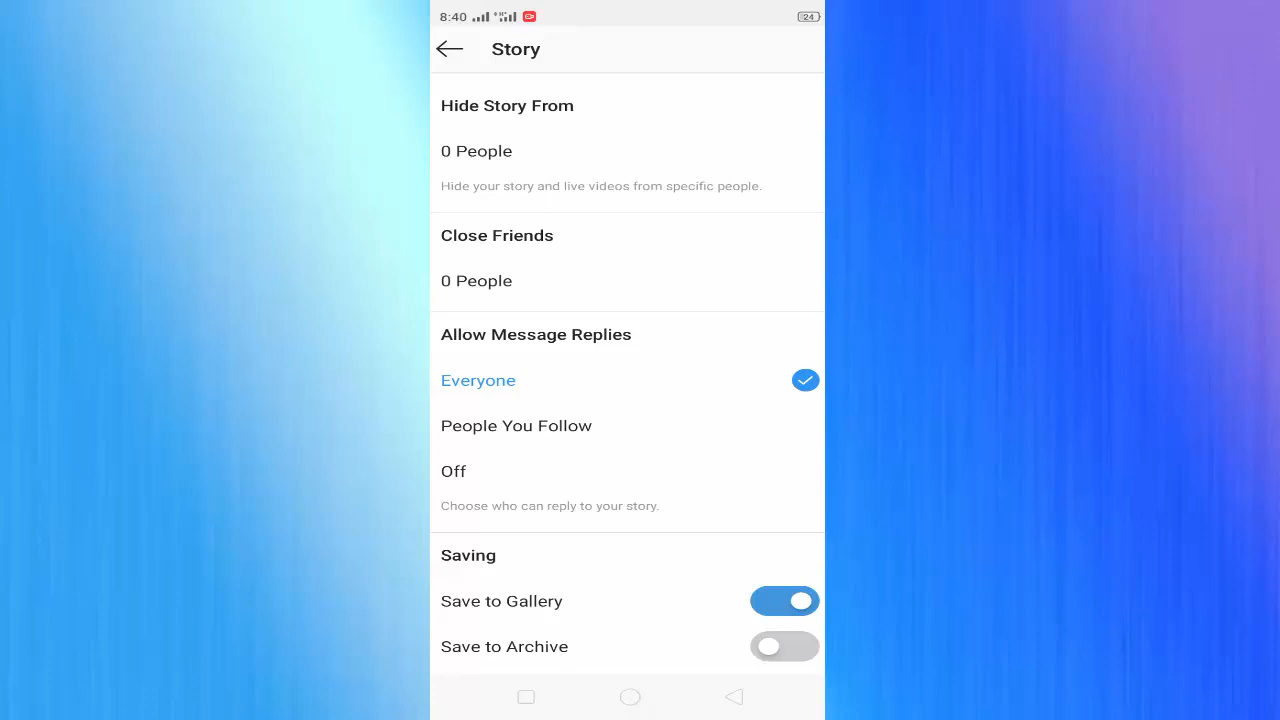 8:40
24
Story
Hide Story From
0 People
Hide your story and live videos from specific people.
Close Friends
0 People
Allow Message Replies
Everyone
People You Follow
Off
Choose who can reply to your story.
Saving
Save to Gallery
Save to Archive